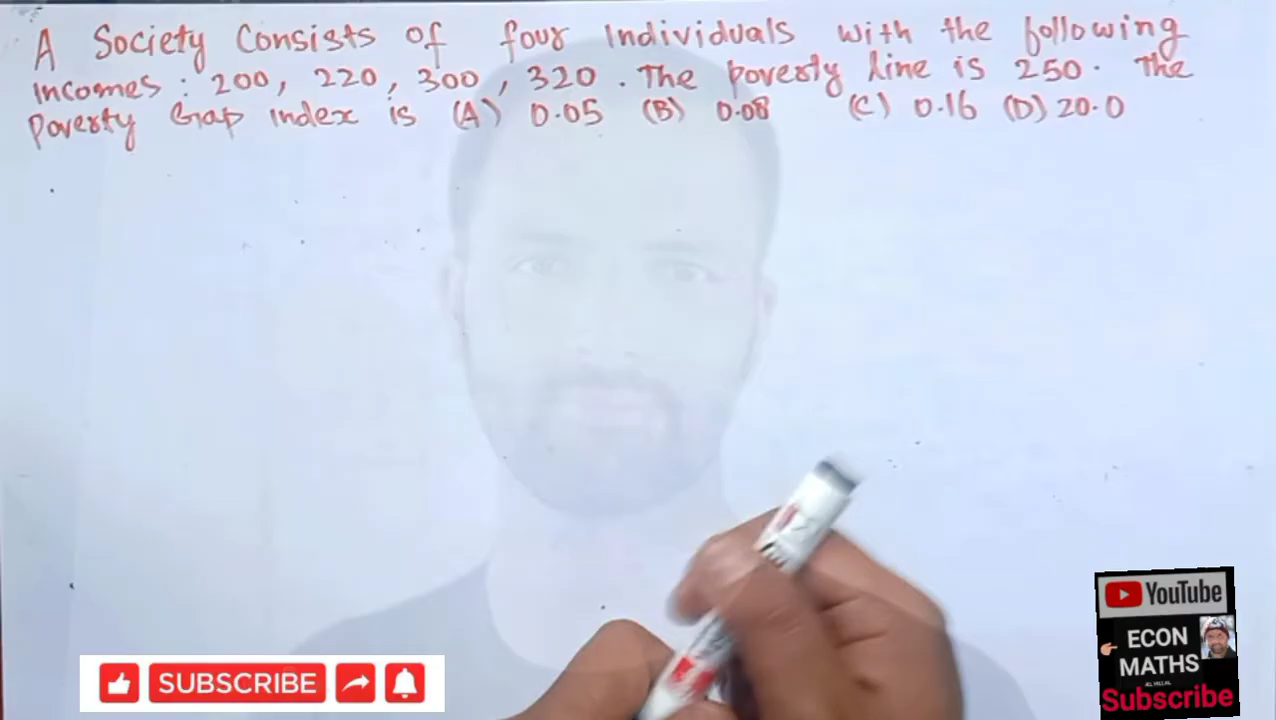 A Society Consists of four Individuals with the following
incomes : 200, 220, 300, 320. The poverty line is 250. The
Poverty Gap index is (A) 0.05 (B) 0.08 (C) 0.16 (D) 20.0
YouTube
ECON
MATHS
SUBSCRIBE
Subscribe